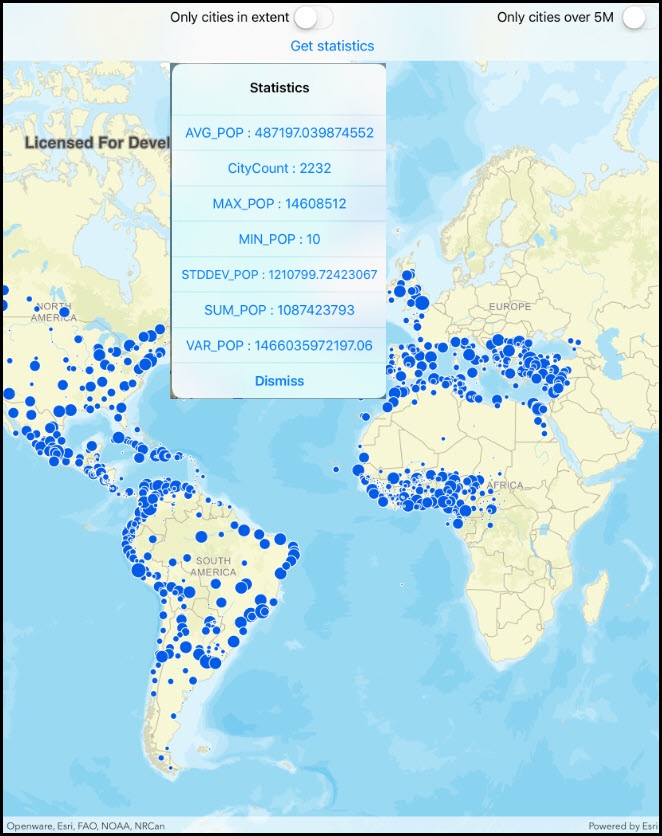 Only cities in extent
Only cities over 5M
Get statistics
Statistics
AVG_POP : 487197.039874552
CityCount : 2232
MAX_POP : 14608512
MIN_POP : 10
STDDEV_POP : 1210799.72423067
SUM_POP : 1087423793
VAR_POP : 1466035972197.06
Dismiss
Licensed For Devel
NORTH
AMERICA
EUROPE
AFRICA
SOUTH
AMERICA
Openware, Esri, FAO, NOAA, NRCan
Powered by Esri